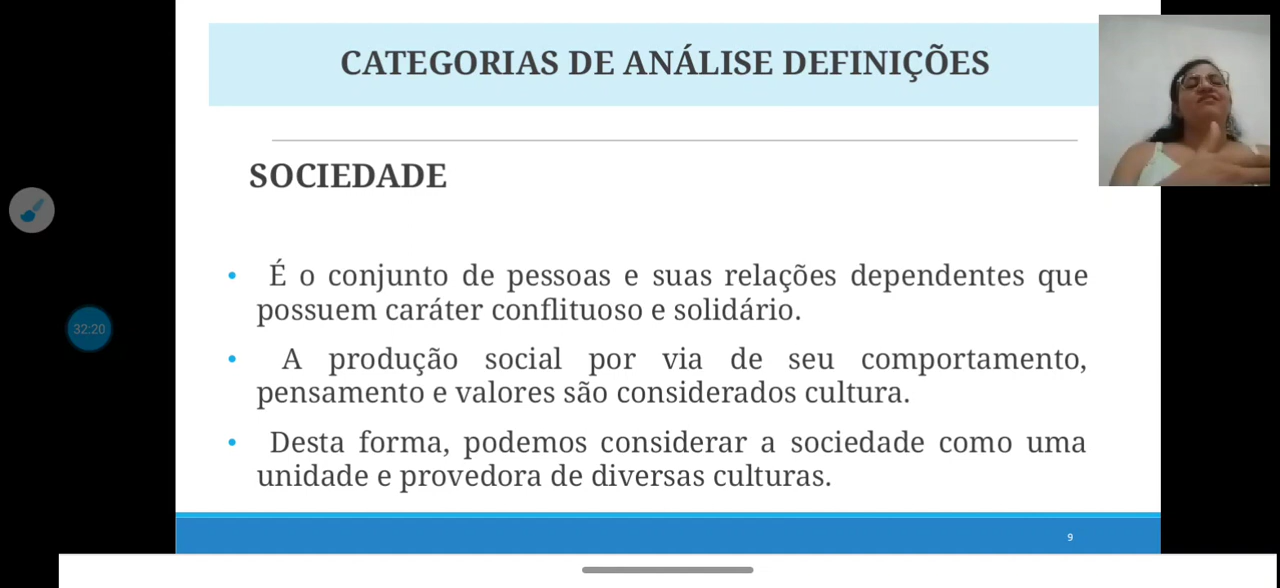 CATEGORIAS DE ANÁLISE DEFINIÇÕES
SOCIEDADE
• É o conjunto de pessoas e suas relações dependentes que
possuem caráter conflituoso e solidário.
• A produção social por via de seu comportamento,
pensamento e valores são considerados cultura.
• Desta forma, podemos considerar a sociedade como uma
unidade e provedora de diversas culturas.
32:20
9